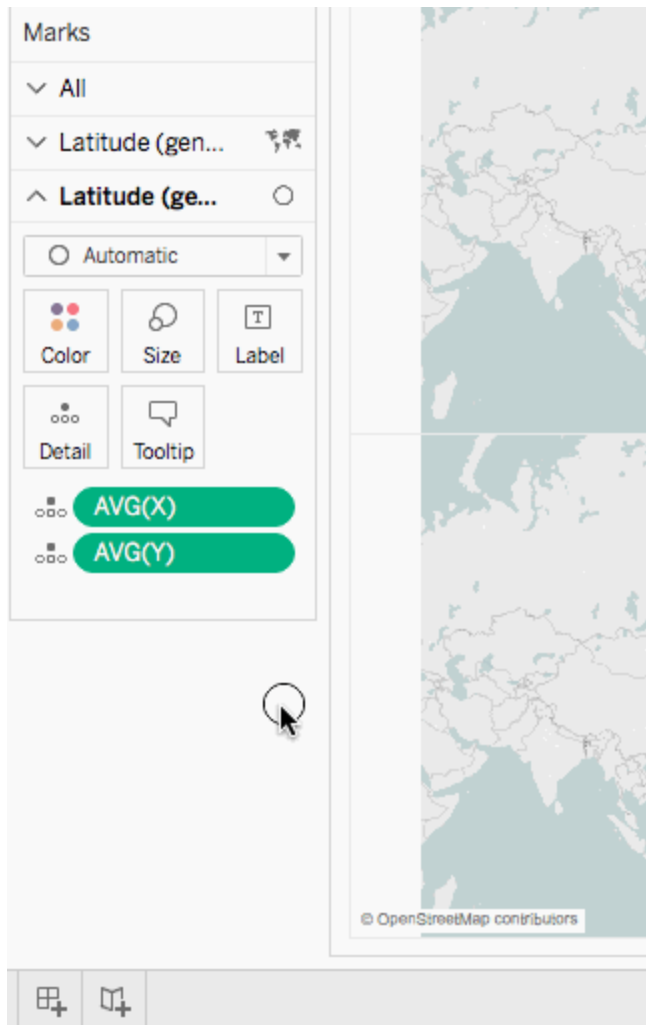 Marks
All
Latitude (gen...
Latitude (ge...
Automatic
Color
Size
T
Label
Detail
Tooltip
AVG(X)
AVG(Y)
© OpenStreetMap contributors